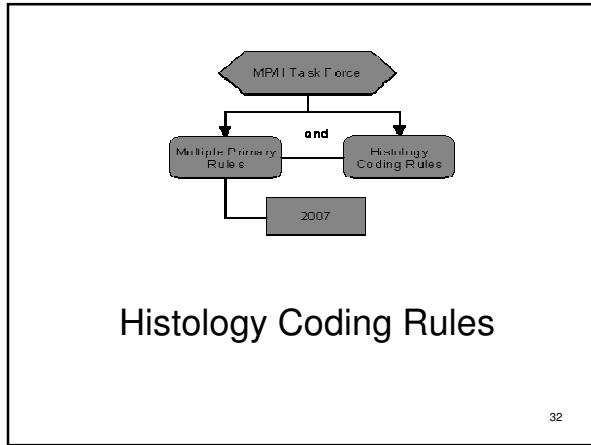 MP/H Task Force
and
Multiple Primary
Rules
Histology
Coding Rules
2007
Histology Coding Rules
32